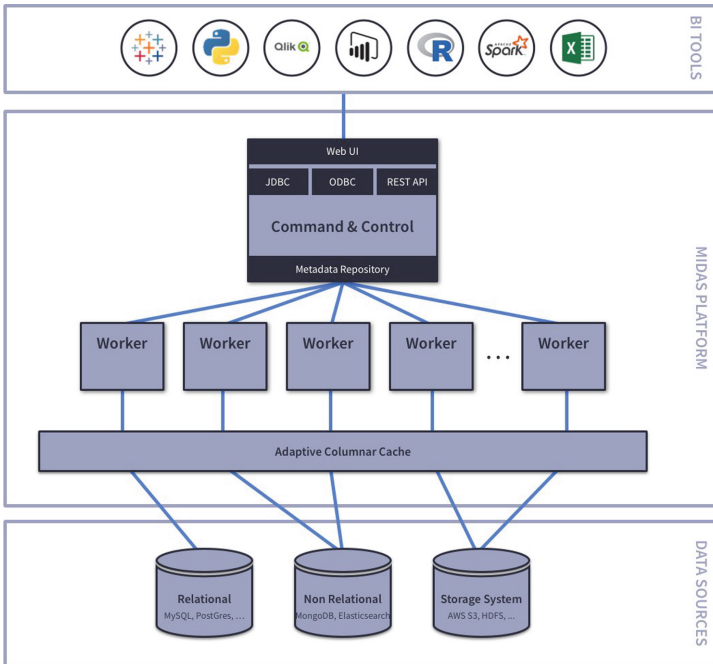 Qlik Q
R
APACHE
Spark
X
BI TOOLS
Web UI
JDBC ODBC REST API
Command & Control
Metadata Repository
Worker Worker Worker Worker ... Worker
Adaptive Columnar Cache
MIDAS PLATFORM
Relational
MySQL, PostGres, ...
Non Relational
MongoDB, Elasticsearch
Storage System
AWS S3, HDFS, ...
DATA SOURCES